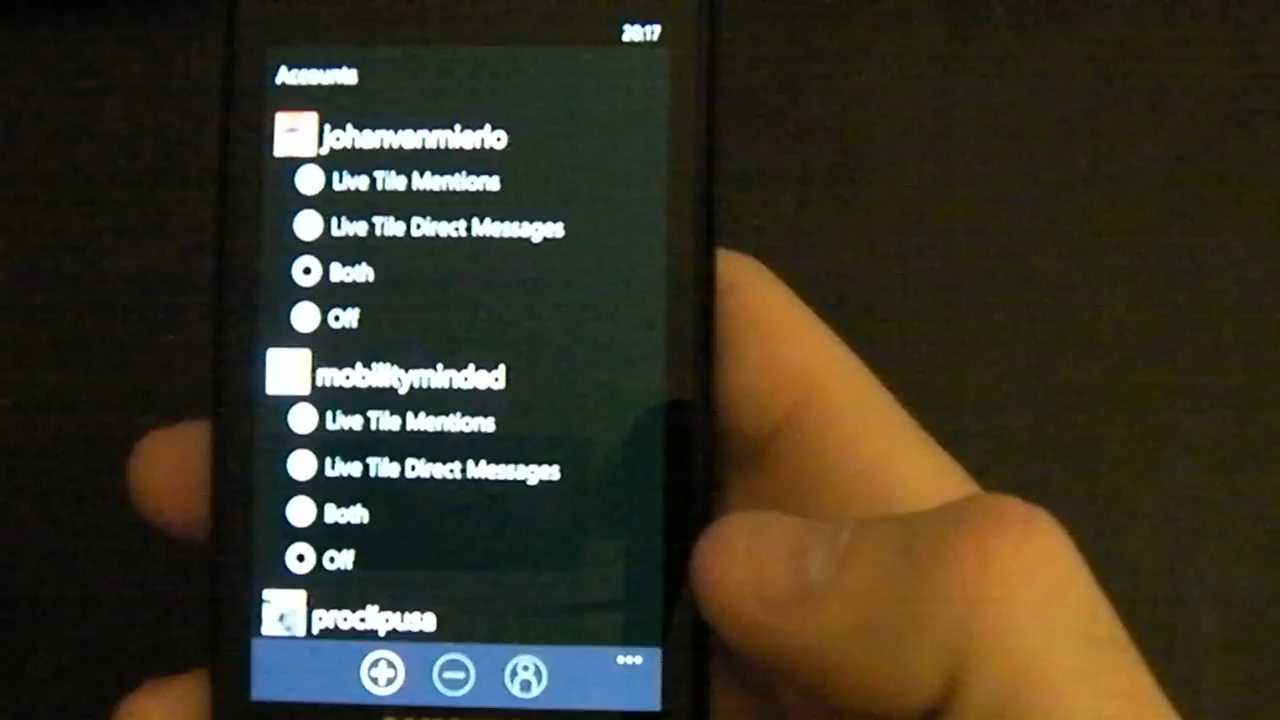 20:17
Accounts
johanvanmierlo
Live Tile Mentions
Live Tile Direct Messages
Both
Off
mobilityminded
Live Tile Mentions
Live Tile Direct Messages
Both
Off
proclipusa